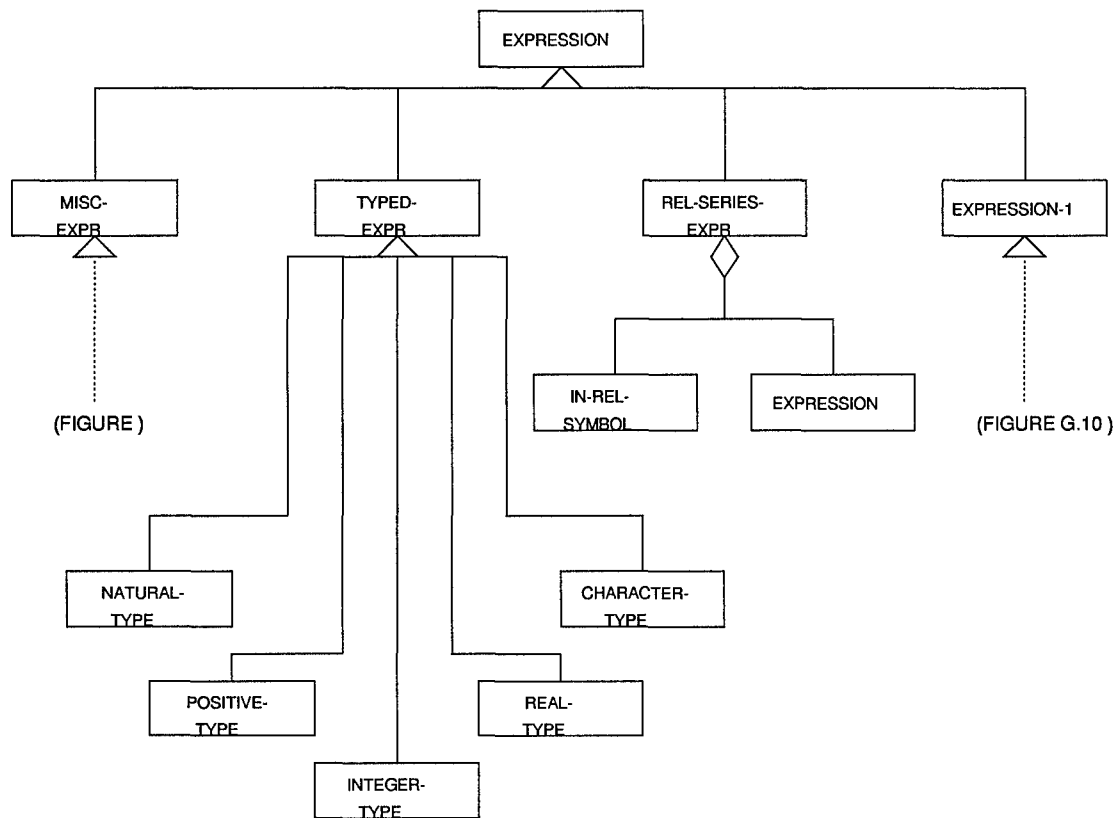 EXPRESSION
MISC-
EXPR
TYPED-
EXPR
REL-SERIES-
EXPR
EXPRESSION-1
IN-REL-
SYMBOL
EXPRESSION
(FIGURE )
(FIGURE G.10 )
NATURAL-
TYPE
CHARACTER-
TYPE
POSITIVE-
TYPE
REAL-
TYPE
INTEGER-
TYPE